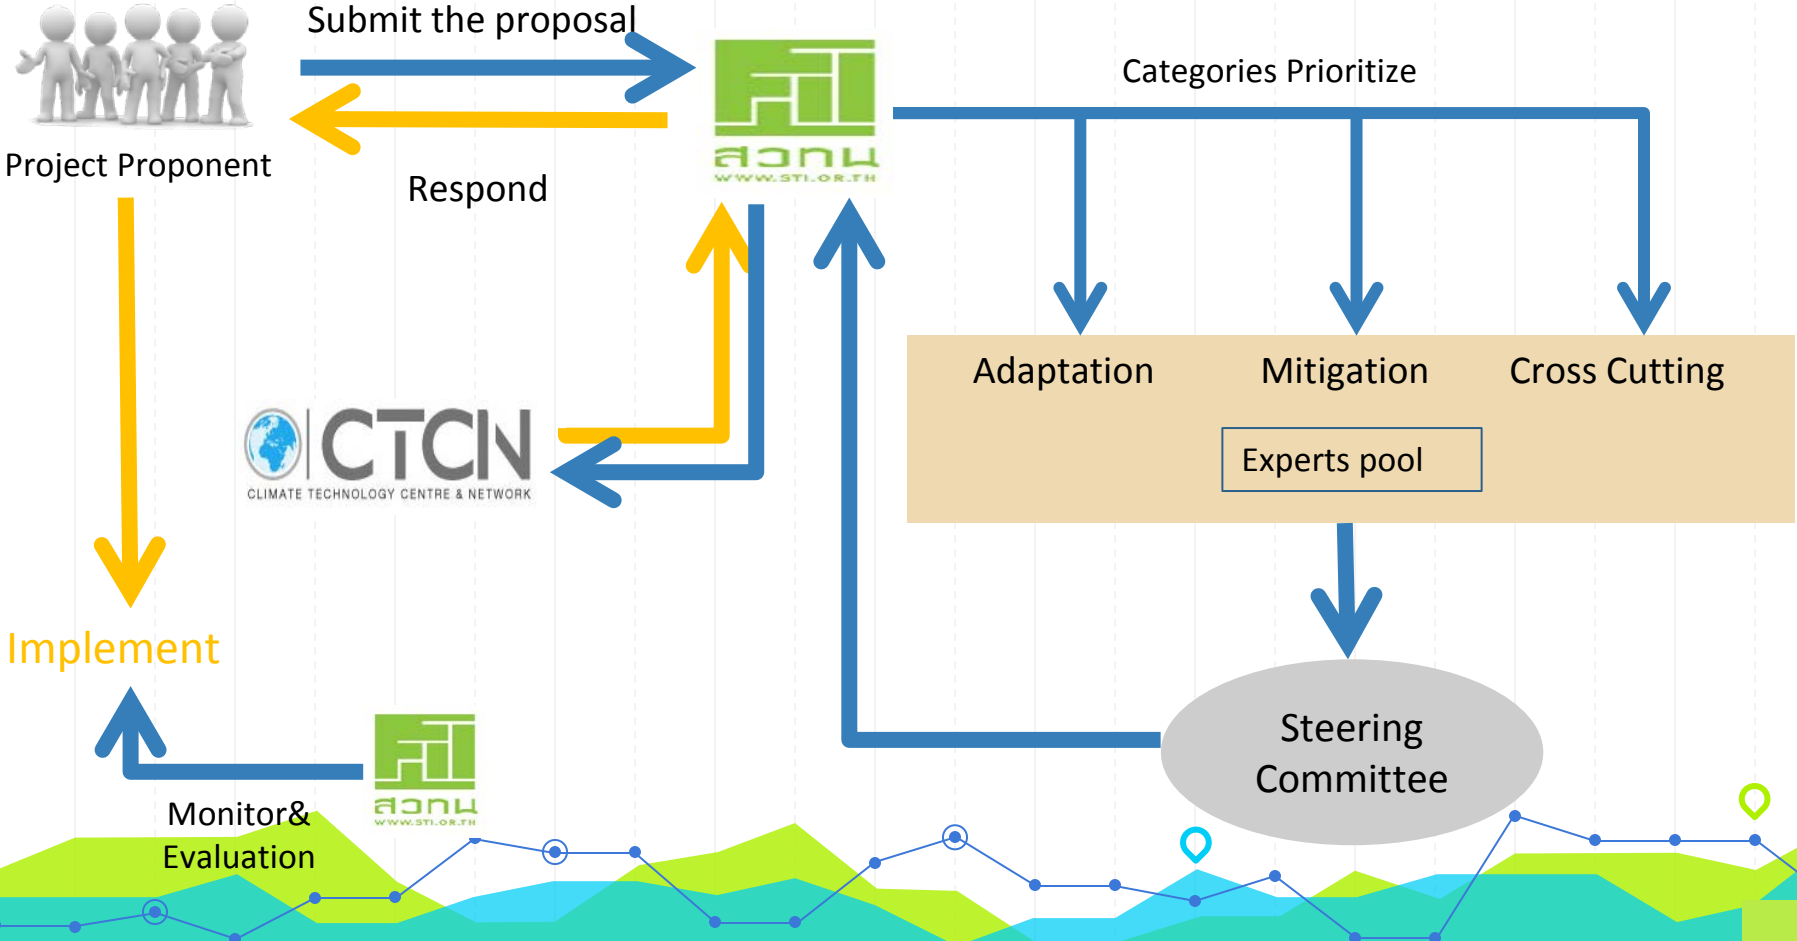 Submit the proposal
Categories Prioritize
สวทน
WWW.STI.OR.TH
Project Proponent
Respond
Adaptation
Mitigation
Cross Cutting
CTCN
CLIMATE TECHNOLOGY CENTRE & NETWORK
Experts pool
Implement
Steering
Committee
สวทน
WWW.STI.OR.TH
Monitor&
Evaluation